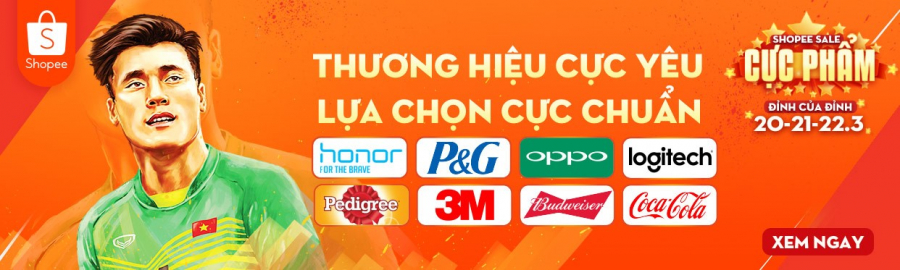 S
Shopee
THƯƠNG HIỆU CỰC YÊU
LỰA CHỌN CỰC CHUẨN
honor
FOR THE BRAVE
P&G
oppo
logitech
Pedigree
3M
Budweiser
Coca-Cola
SHOPEE SALE
CỰC PHẨM
ĐỈNH CỦA ĐỈNH
20-21-22.3
XEM NGAY